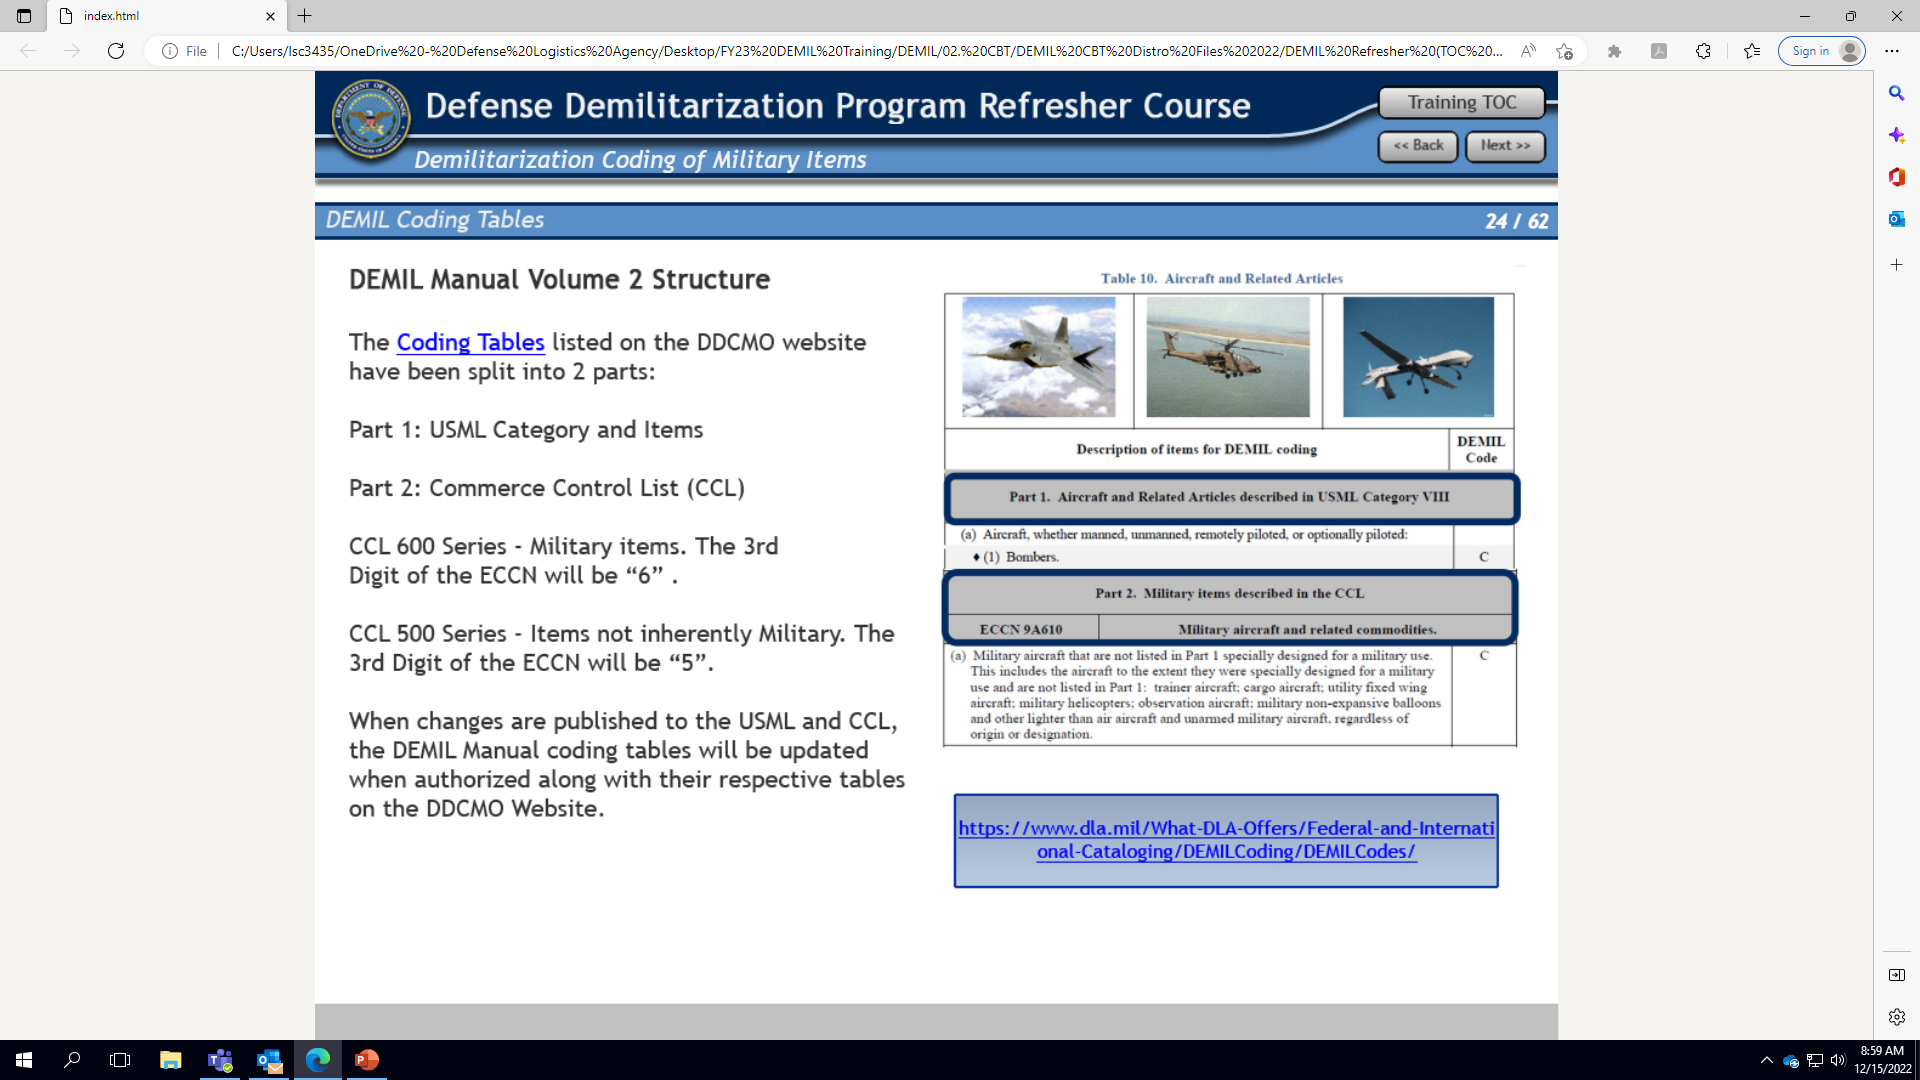 index.html
File
C:/Users/lsc3435/OneDrive%20-%20Defense%20Logistics%20Agency/Desktop/FY23%20DEMIL%20Training/DEMIL/02.%20CBT/DEMIL%20CBT%20Distro%20Files%202022/DEMIL%20Refresher%20(TOC%20...
Sign in
Defense Demilitarization Program Refresher Course
Training TOC
<< Back
Next >>
Demilitarization Coding of Military Items
DEMIL Coding Tables
24 / 62
DEMIL Manual Volume 2 Structure
The Coding Tables listed on the DDCMO website
have been split into 2 parts:
Part 1: USML Category and Items
Part 2: Commerce Control List (CCL)
CCL 600 Series - Military items. The 3rd
Digit of the ECCN will be “6” .
CCL 500 Series - Items not inherently Military. The
3rd Digit of the ECCN will be “5”.
When changes are published to the USML and CCL,
the DEMIL Manual coding tables will be updated
when authorized along with their respective tables
on the DDCMO Website.
Table 10. Aircraft and Related Articles
Description of items for DEMIL coding
DEMIL
Code
Part 1. Aircraft and Related Articles described in USML Category VIII
(a) Aircraft, whether manned, unmanned, remotely piloted, or optionally piloted:
♦ (1) Bombers.
C
Part 2. Military items described in the CCL
ECCN 9A610
Military aircraft and related commodities.
(a) Military aircraft that are not listed in Part 1 specially designed for a military use.
C
This includes the aircraft to the extent they were specially designed for a military
use and are not listed in Part 1: trainer aircraft; cargo aircraft; utility fixed wing
aircraft; military helicopters; observation aircraft; military non-expansive balloons
and other lighter than air aircraft and unarmed military aircraft, regardless of
origin or designation.
https://www.dla.mil/What-DLA-Offers/Federal-and-Internati
onal-Cataloging/DEMILCoding/DEMILCodes/
8:59 AM
12/15/2022